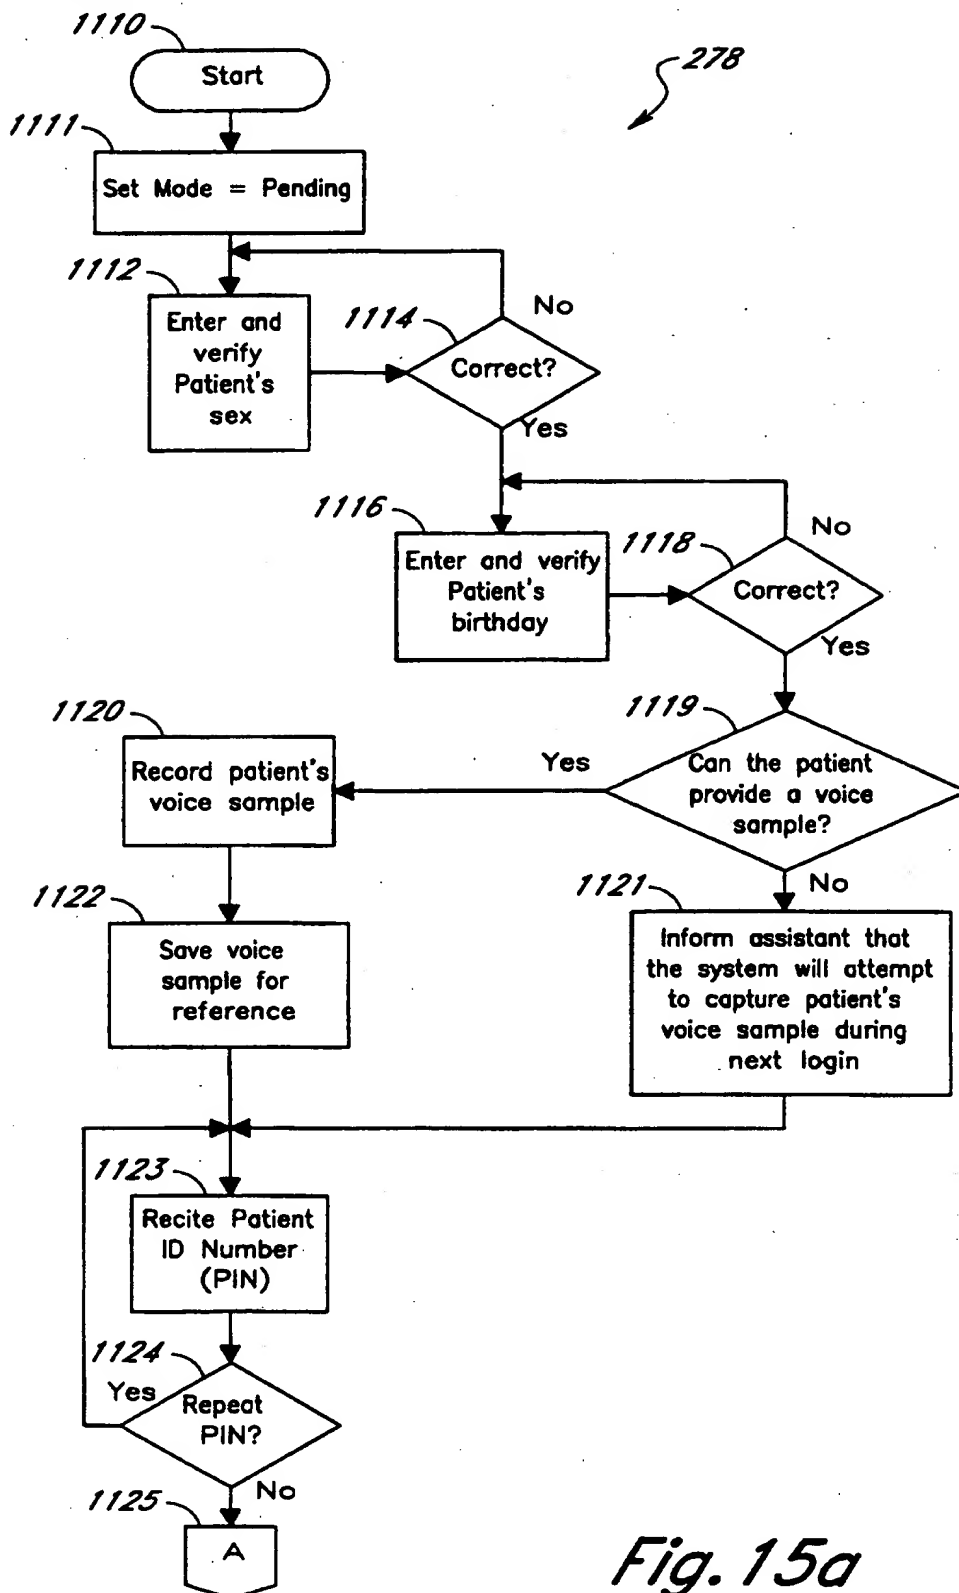 1110
Start
278
1111
Set Mode = Pending
1112
Enter and
verify
Patient's
sex
1114
Correct?
No
Yes
1116
Enter and verify
Patient's
birthday
1118
Correct?
No
Yes
1119
Can the patient
provide a voice
sample?
Yes
No
1120
Record patient's
voice sample
1121
Inform assistant that
the system will attempt
to capture patient's
voice sample during
next login
1122
Save voice
sample for
reference
1123
Recite Patient
ID Number
(PIN)
1124
Yes
Repeat
PIN?
No
1125
A
Fig. 15a